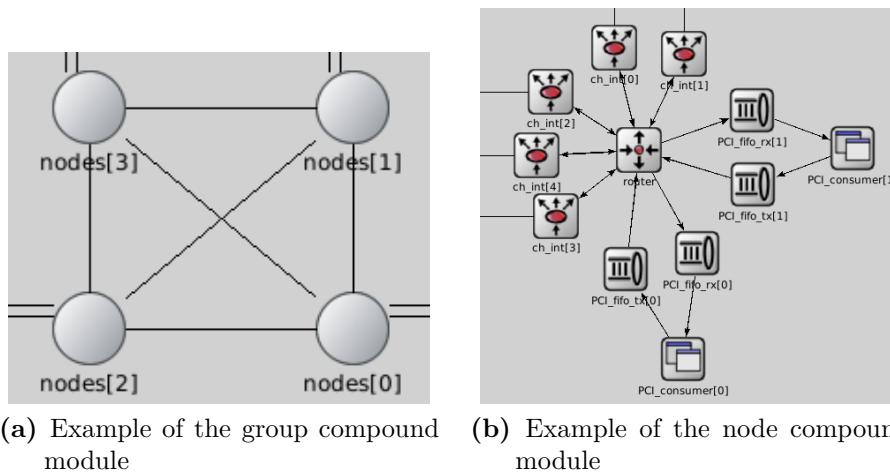 nodes[3]
nodes[1]
nodes[2]
nodes[0]
(a) Example of the group compound
module
ch_int[0]
ch_int[1]
ch_int[2]
PCI_fifo_rx[1]
ch_int[4]
router
PCI_consumer[1
PCI_fifo_tx[1]
ch_int[3]
PCI_fifo_tx[0]
PCI_fifo_rx[0]
PCI_consumer[0]
(b) Example of the node compoun
module